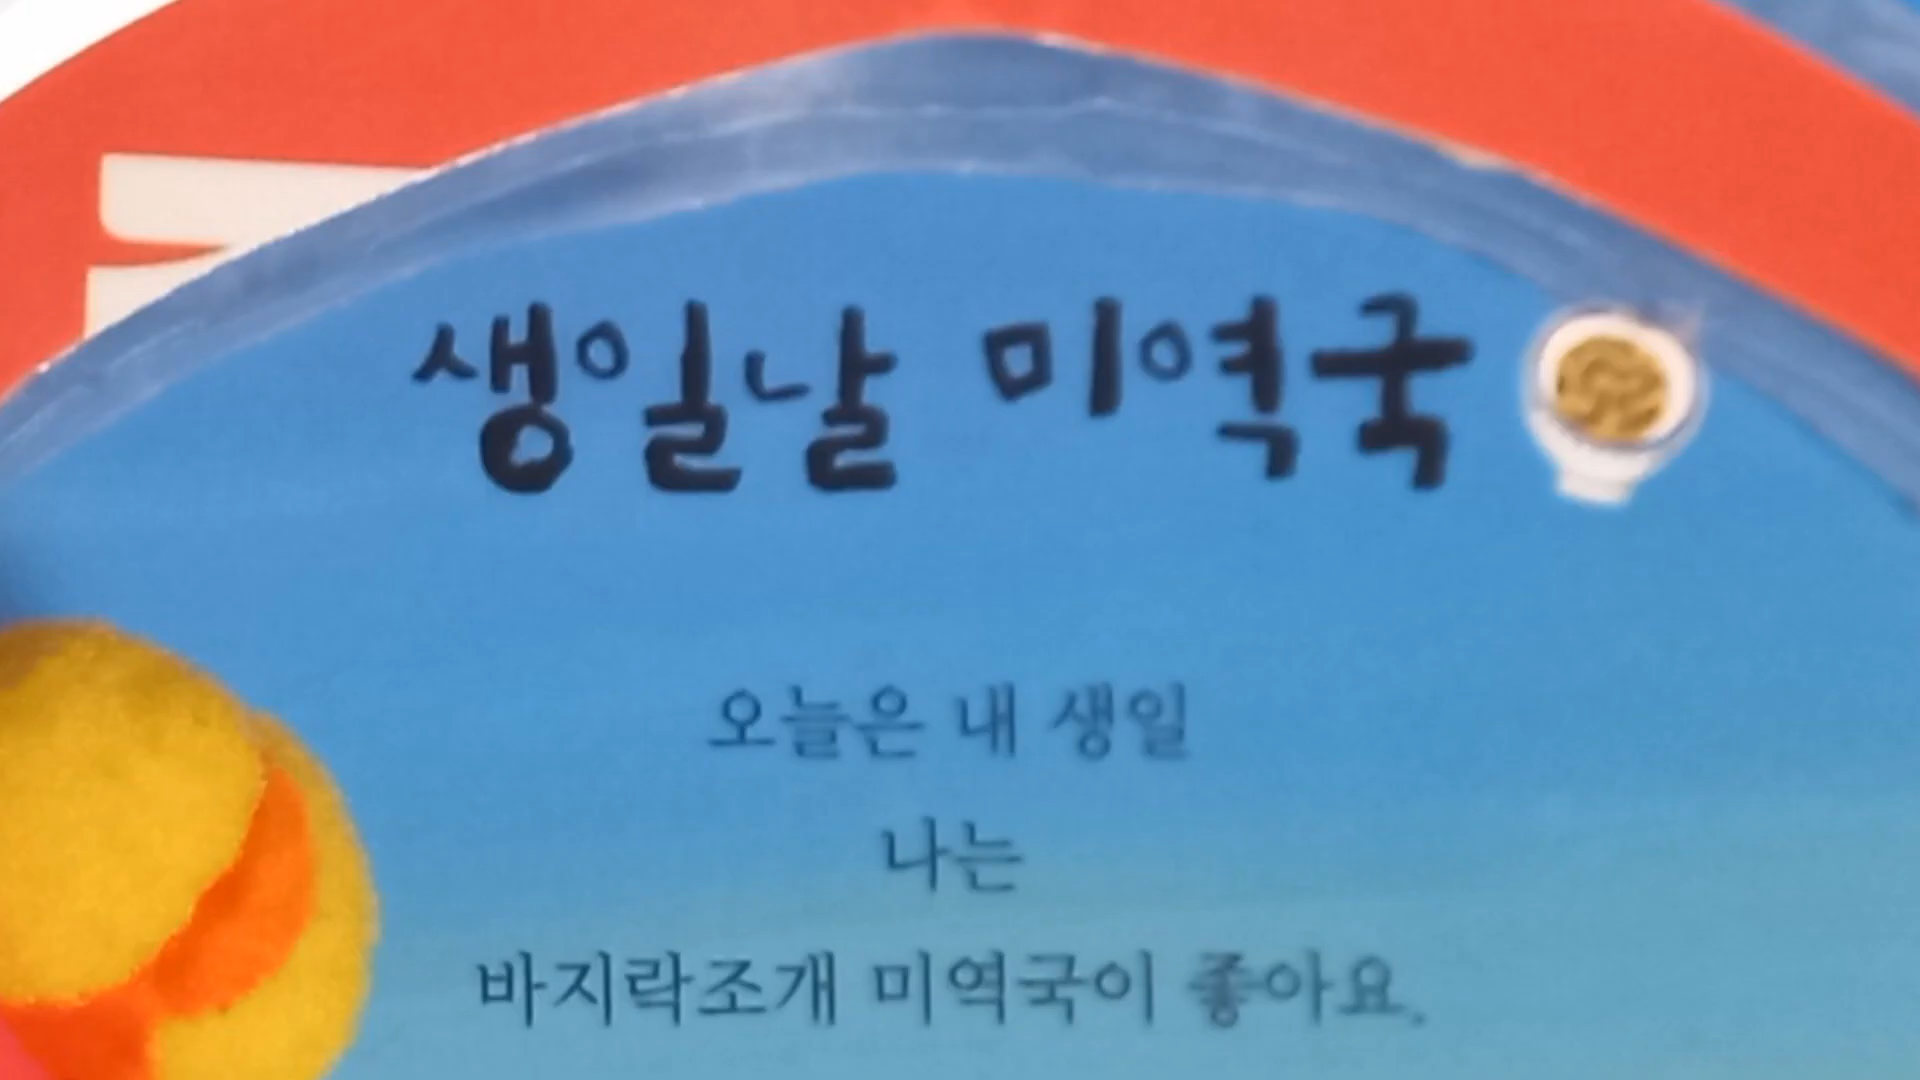 생일날 미역국
오늘은 내 생일
나는
바지락조개 미역국이 좋아요.